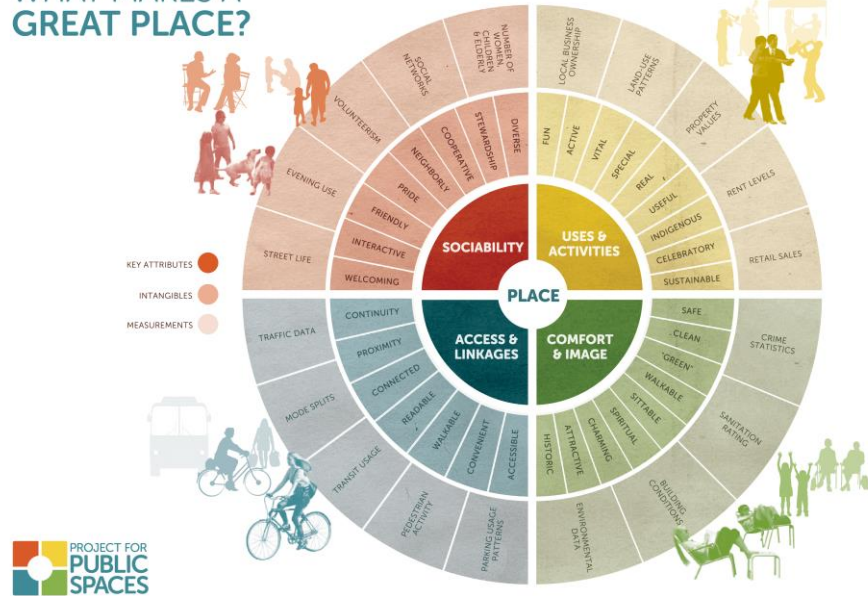 WHAT MAKES A
GREAT PLACE?
KEY ATTRIBUTES
INTANGIBLES
MEASUREMENTS
PLACE
SOCIABILITY
DIVERSE
STEWARDSHIP
COOPERATIVE
NEIGHBORLY
PRIDE
FRIENDLY
INTERACTIVE
WELCOMING
NUMBER OF
WOMEN,
CHILDREN
& ELDERLY
SOCIAL
NETWORKS
VOLUNTEERISM
EVENING USE
STREET LIFE
USES &
ACTIVITIES
FUN
ACTIVE
VITAL
SPECIAL
REAL
USEFUL
INDIGENOUS
CELEBRATORY
SUSTAINABLE
LOCAL BUSINESS
OWNERSHIP
LAND-USE
PATTERNS
PROPERTY
VALUES
RENT LEVELS
RETAIL SALES
ACCESS &
LINKAGES
CONTINUITY
PROXIMITY
CONNECTED
READABLE
WALKABLE
CONVENIENT
ACCESSIBLE
TRAFFIC DATA
MODE SPLITS
TRANSIT USAGE
PEDESTRIAN
ACTIVITY
PARKING USAGE
PATTERNS
COMFORT
& IMAGE
SAFE
CLEAN
"GREEN"
WALKABLE
SITTABLE
SPIRITUAL
CHARMING
ATTRACTIVE
HISTORIC
CRIME
STATISTICS
SANITATION
RATING
BUILDING
CONDITIONS
ENVIRONMENTAL
DATA
PROJECT FOR
PUBLIC
SPACES